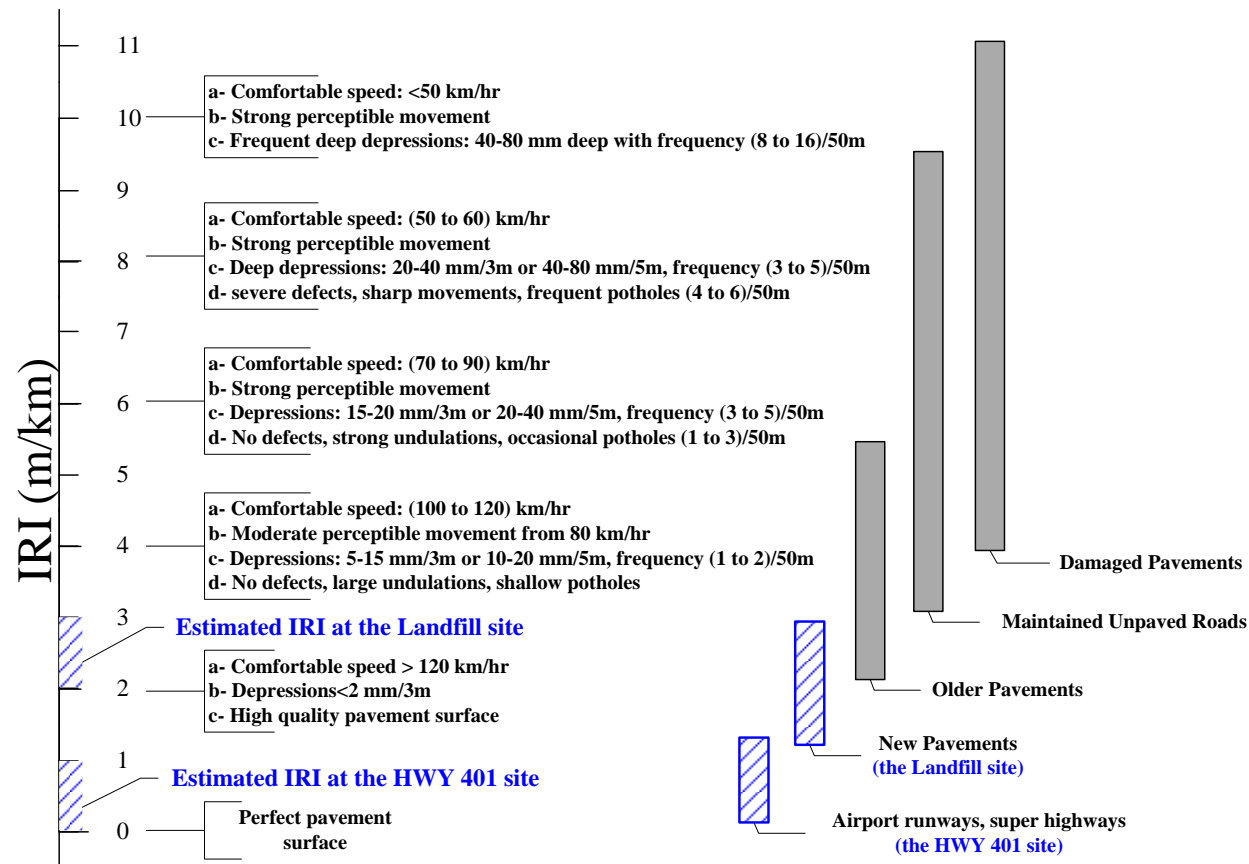 11
a- Comfortable speed: <50 km/hr
b- Strong perceptible movement
10
c- Frequent deep depressions: 40-80 mm deep with frequency (8 to 16)/50m
9
a- Comfortable speed: (50 to 60) km/hr
b- Strong perceptible movement
8
c- Deep depressions: 20-40 mm/3m or 40-80 mm/5m, frequency (3 to 5)/50m
d- severe defects, sharp movements, frequent potholes (4 to 6)/50m
7
a- Comfortable speed: (70 to 90) km/hr
b- Strong perceptible movement
6
c- Depressions: 15-20 mm/3m or 20-40 mm/5m, frequency (3 to 5)/50m
d- No defects, strong undulations, occasional potholes (1 to 3)/50m
5
IRI (m/km)
a- Comfortable speed: (100 to 120) km/hr
b- Moderate perceptible movement from 80 km/hr
4
c- Depressions: 5-15 mm/3m or 10-20 mm/5m, frequency (1 to 2)/50m
d- No defects, large undulations, shallow potholes
Damaged Pavements
3
Estimated IRI at the Landfill site
Maintained Unpaved Roads
a- Comfortable speed > 120 km/hr
2
b- Depressions<2 mm/3m
c- High quality pavement surface
Older Pavements
1
New Pavements
(the Landfill site)
Estimated IRI at the HWY 401 site
0
Perfect pavement
surface
Airport runways, super highways
(the HWY 401 site)